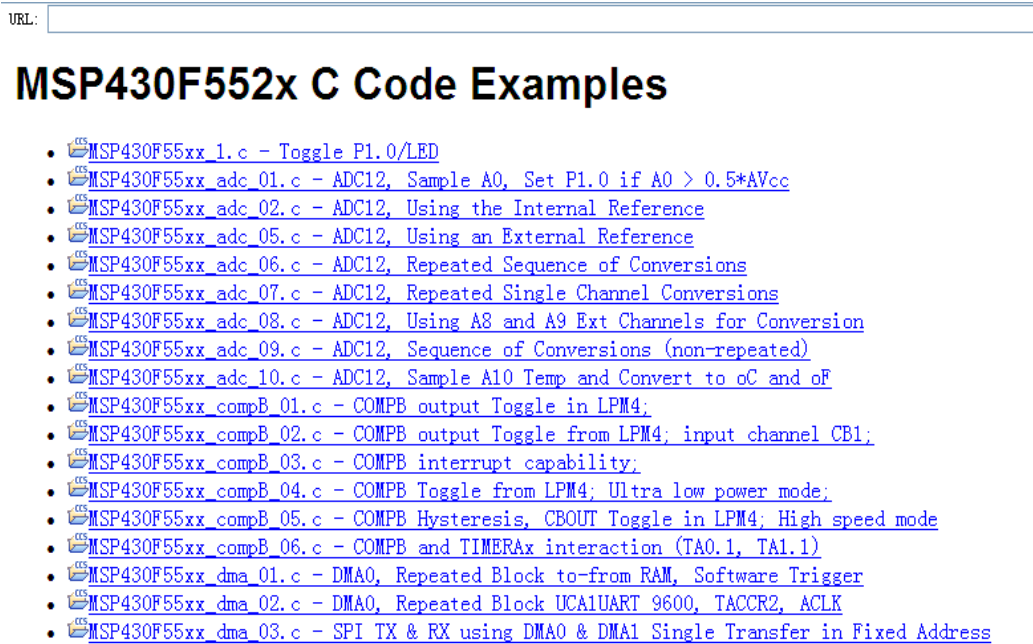 URL:
MSP430F552x C Code Examples
MSP430F55xx_1.c - Toggle P1.0/LED
MSP430F55xx_adc_01.c - ADC12, Sample A0, Set P1.0 if A0 > 0.5*AVcc
MSP430F55xx_adc_02.c - ADC12, Using the Internal Reference
MSP430F55xx_adc_05.c - ADC12, Using an External Reference
MSP430F55xx_adc_06.c - ADC12, Repeated Sequence of Conversions
MSP430F55xx_adc_07.c - ADC12, Repeated Single Channel Conversions
MSP430F55xx_adc_08.c - ADC12, Using A8 and A9 Ext Channels for Conversion
MSP430F55xx_adc_09.c - ADC12, Sequence of Conversions (non-repeated)
MSP430F55xx_adc_10.c - ADC12, Sample A10 Temp and Convert to oC and oF
MSP430F55xx_compB_01.c - COMPB output Toggle in LPM4;
MSP430F55xx_compB_02.c - COMPB output Toggle from LPM4; input channel CB1;
MSP430F55xx_compB_03.c - COMPB interrupt capability;
MSP430F55xx_compB_04.c - COMPB Toggle from LPM4; Ultra low power mode;
MSP430F55xx_compB_05.c - COMPB Hysteresis, CBOUT Toggle in LPM4; High speed mode
MSP430F55xx_compB_06.c - COMPB and TIMERAx interaction (TA0.1, TA1.1)
MSP430F55xx_dma_01.c - DMA0, Repeated Block to-from RAM, Software Trigger
MSP430F55xx_dma_02.c - DMA0, Repeated Block UCA1UART 9600, TACCR2, ACLK
MSP430F55xx_dma_03.c - SPI TX & RX using DMA0 & DMA1 Single Transfer in Fixed Address